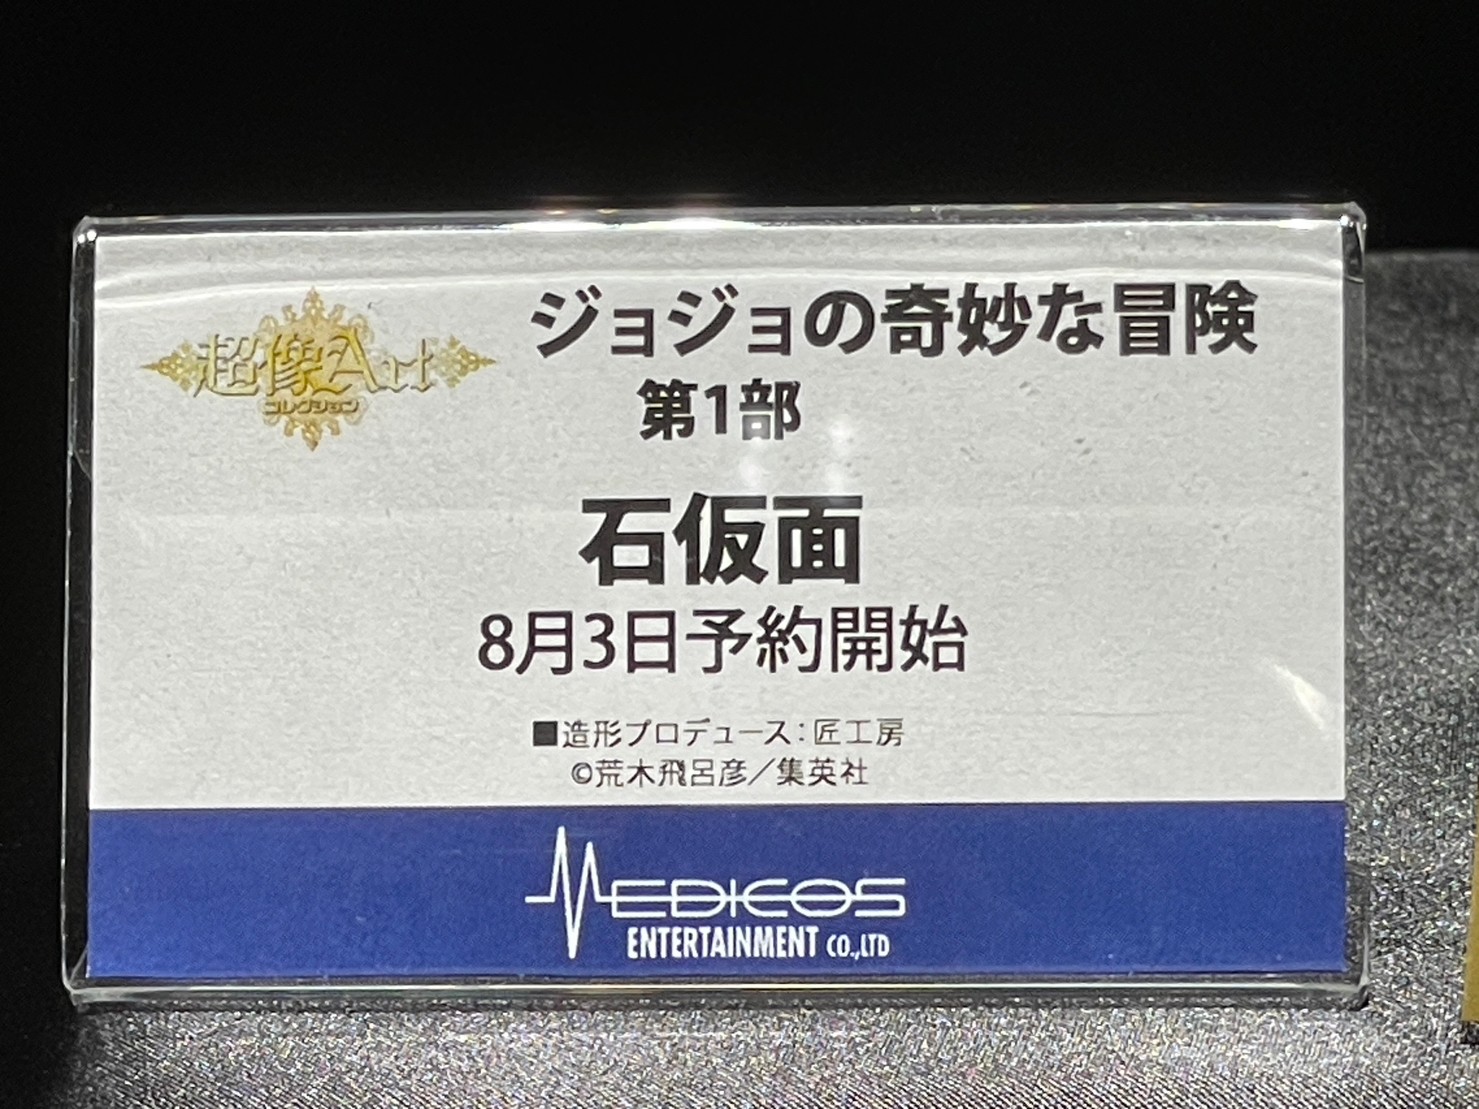 超像Art
コレクション
ジョジョの奇妙な冒険
第1部
石仮面
8月3日予約開始
■造形プロデュース：匠工房
©荒木飛呂彦／集英社
MEDICOS
ENTERTAINMENT CO.,LTD